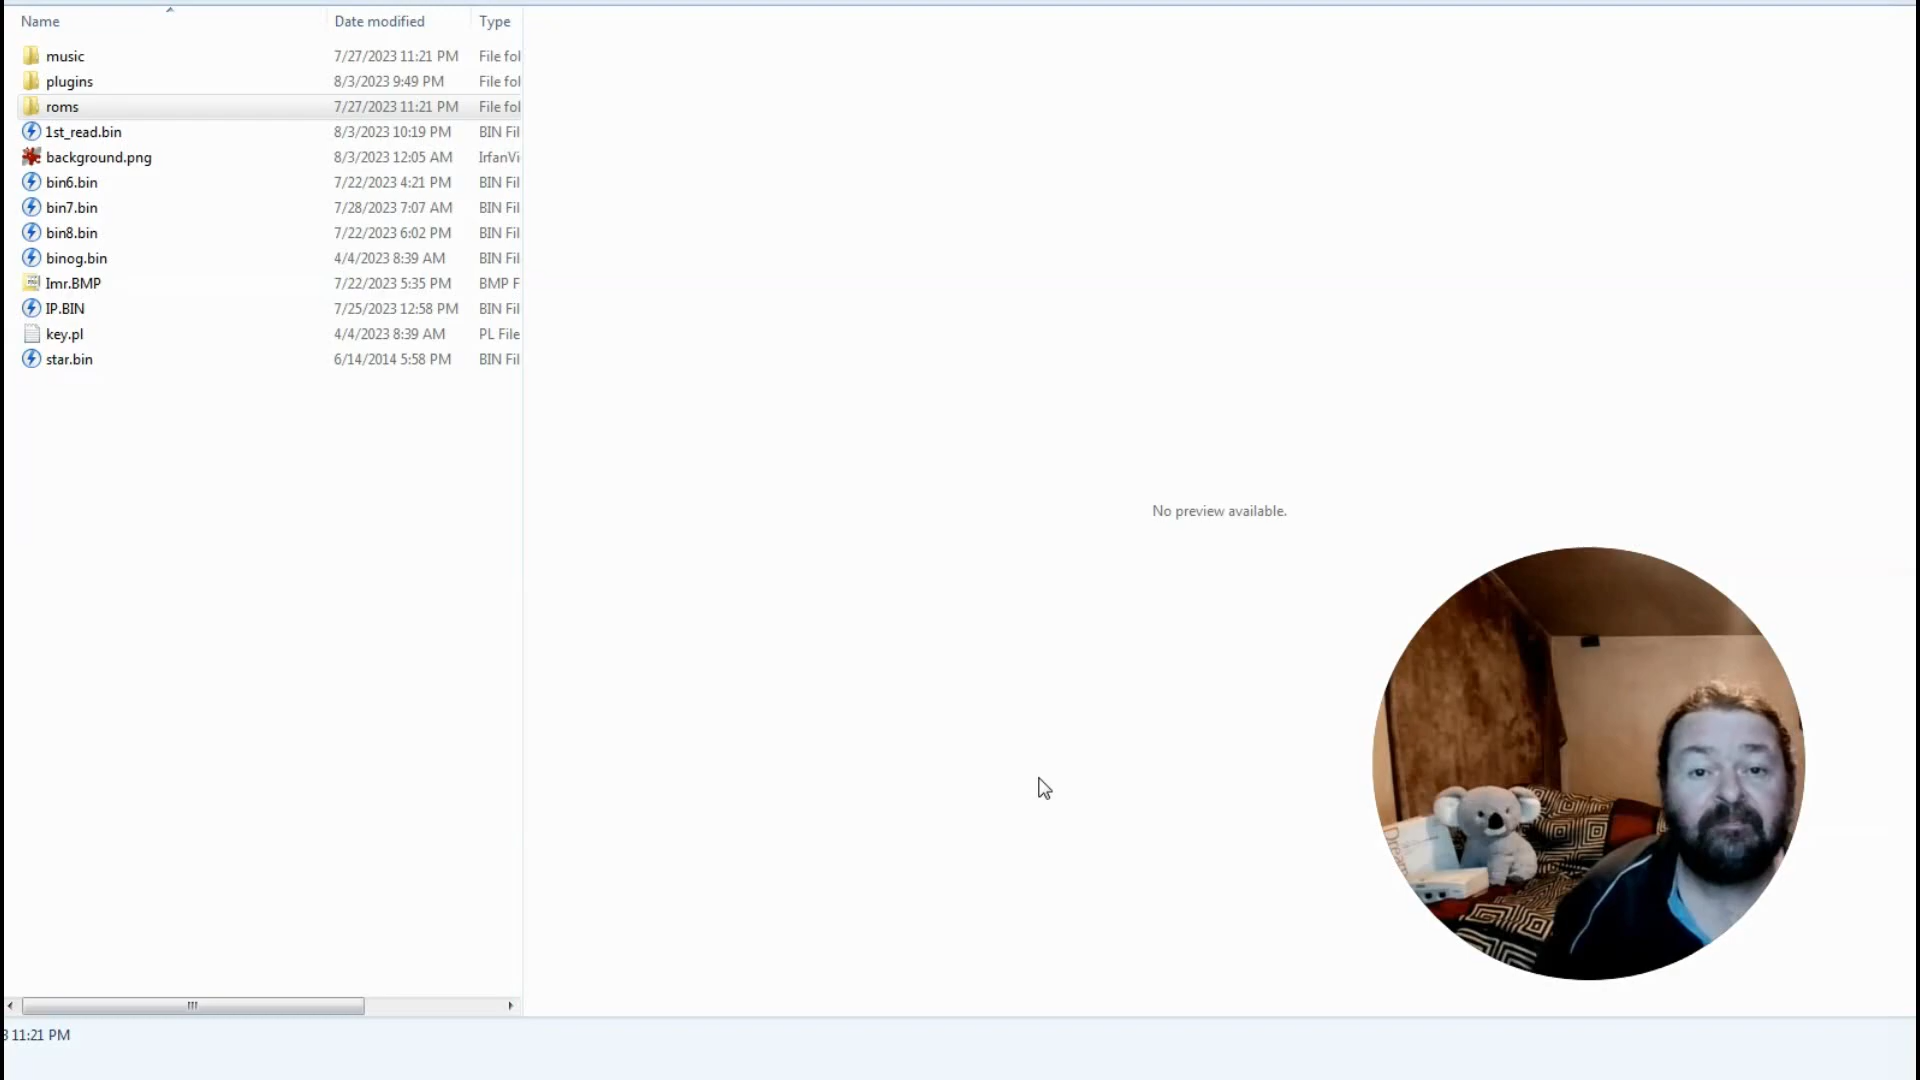 Name Date modified Type
music 7/27/2023 11:21 PM File fol
plugins 8/3/2023 9:49 PM File fol
roms 7/27/2023 11:21 PM File fol
1st_read.bin 8/3/2023 10:19 PM BIN Fil
background.png 8/3/2023 12:05 AM IrfanVi
bin6.bin 7/22/2023 4:21 PM BIN Fil
bin7.bin 7/28/2023 7:07 AM BIN Fil
bin8.bin 7/22/2023 6:02 PM BIN Fil
binog.bin 4/4/2023 8:39 AM BIN Fil
Imr.BMP 7/22/2023 5:35 PM BMP F
IP.BIN 7/25/2023 12:58 PM BIN Fil
key.pl 4/4/2023 8:39 AM PL File
star.bin 6/14/2014 5:58 PM BIN Fil
No preview available.
Dream
3 11:21 PM